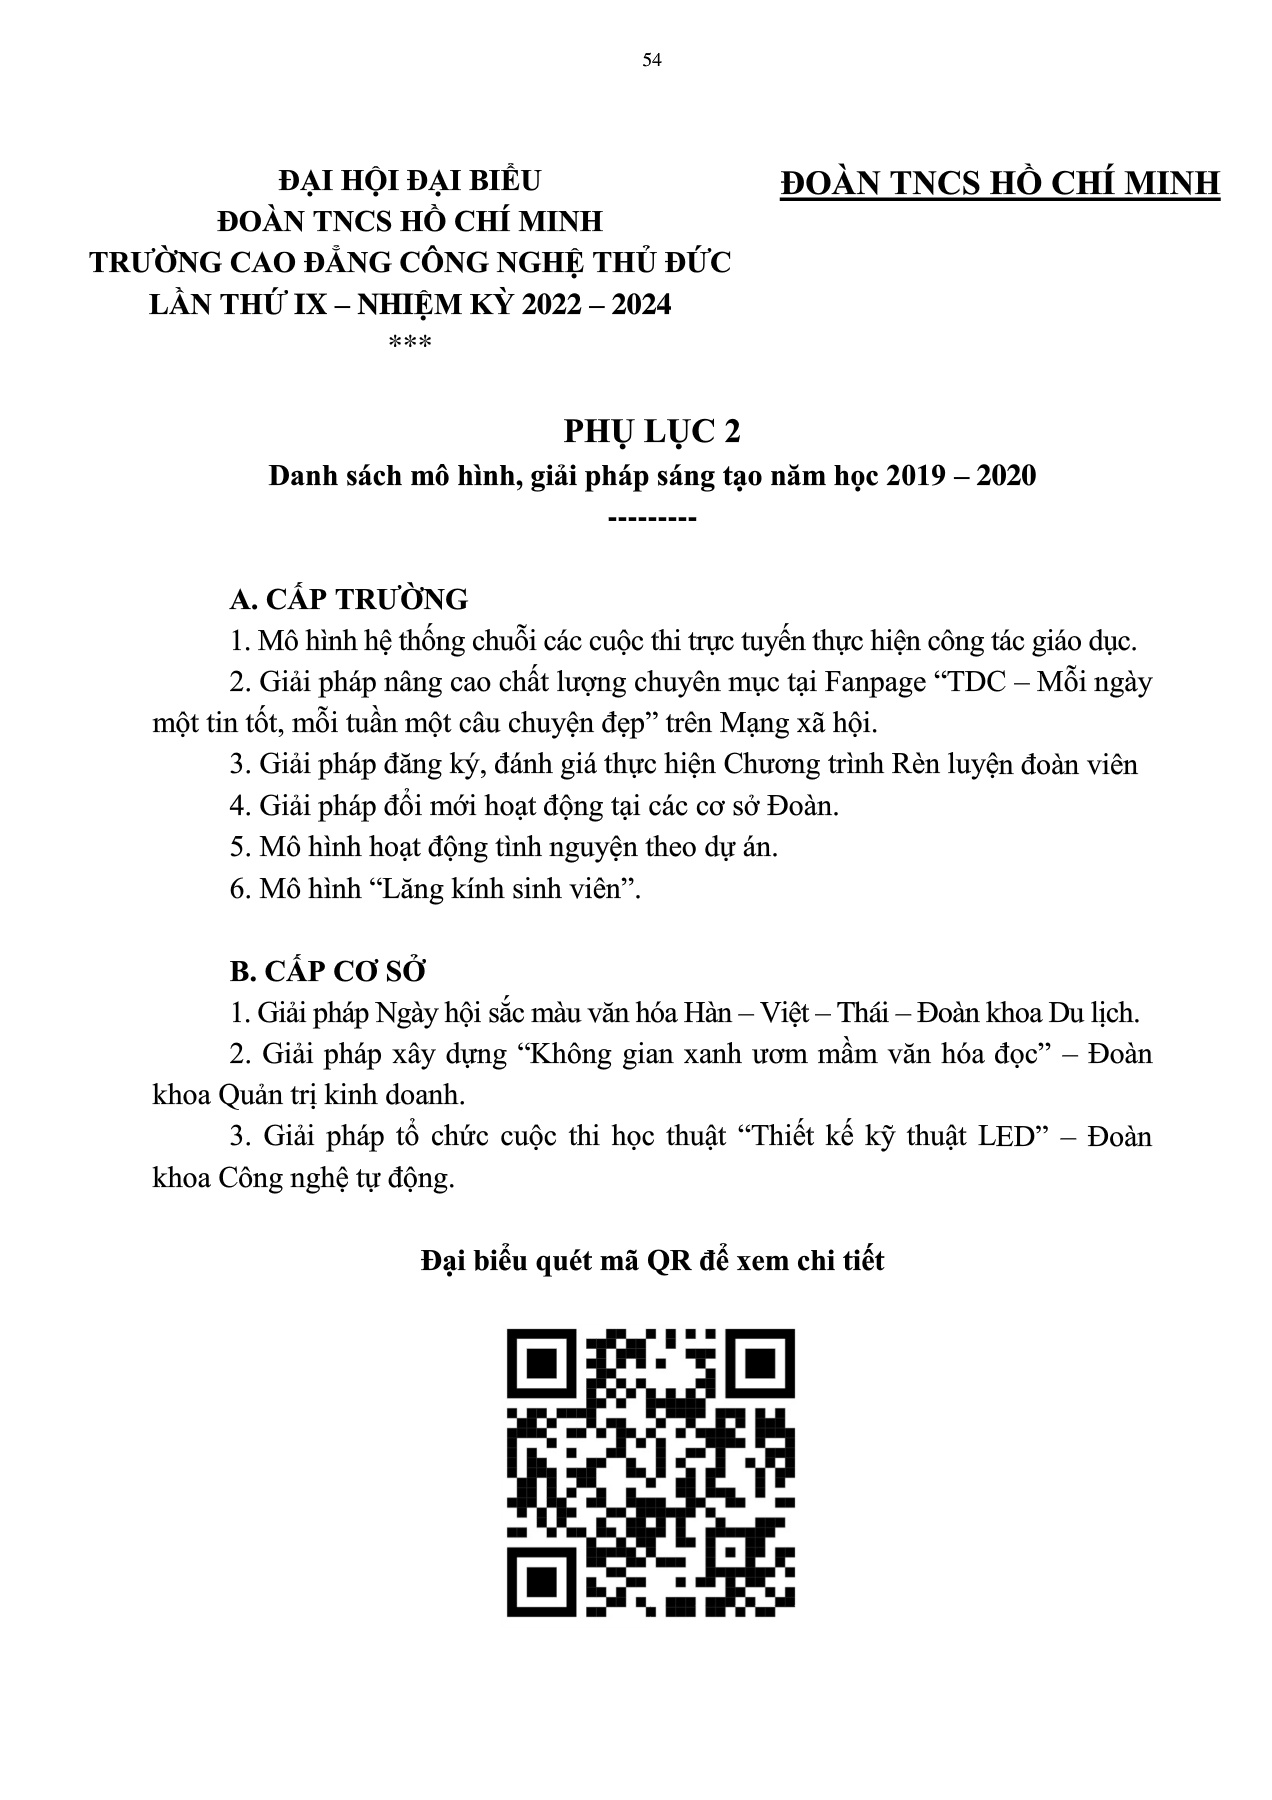 54
ĐẠI HỘI ĐẠI BIỂU
ĐOÀN TNCS HỒ CHÍ MINH
TRƯỜNG CAO ĐẲNG CÔNG NGHỆ THỦ ĐỨC
LẦN THỨ IX – NHIỆM KỲ 2022 – 2024
***
ĐOÀN TNCS HỒ CHÍ MINH
PHỤ LỤC 2
Danh sách mô hình, giải pháp sáng tạo năm học 2019 – 2020
---------
A. CẤP TRƯỜNG
1. Mô hình hệ thống chuỗi các cuộc thi trực tuyến thực hiện công tác giáo dục.
2. Giải pháp nâng cao chất lượng chuyên mục tại Fanpage “TDC – Mỗi ngày
một tin tốt, mỗi tuần một câu chuyện đẹp” trên Mạng xã hội.
3. Giải pháp đăng ký, đánh giá thực hiện Chương trình Rèn luyện đoàn viên
4. Giải pháp đổi mới hoạt động tại các cơ sở Đoàn.
5. Mô hình hoạt động tình nguyện theo dự án.
6. Mô hình “Lăng kính sinh viên”.
B. CẤP CƠ SỞ
1. Giải pháp Ngày hội sắc màu văn hóa Hàn – Việt – Thái – Đoàn khoa Du lịch.
2. Giải pháp xây dựng “Không gian xanh ươm mầm văn hóa đọc” – Đoàn
khoa Quản trị kinh doanh.
3. Giải pháp tổ chức cuộc thi học thuật “Thiết kế kỹ thuật LED” – Đoàn
khoa Công nghệ tự động.
Đại biểu quét mã QR để xem chi tiết